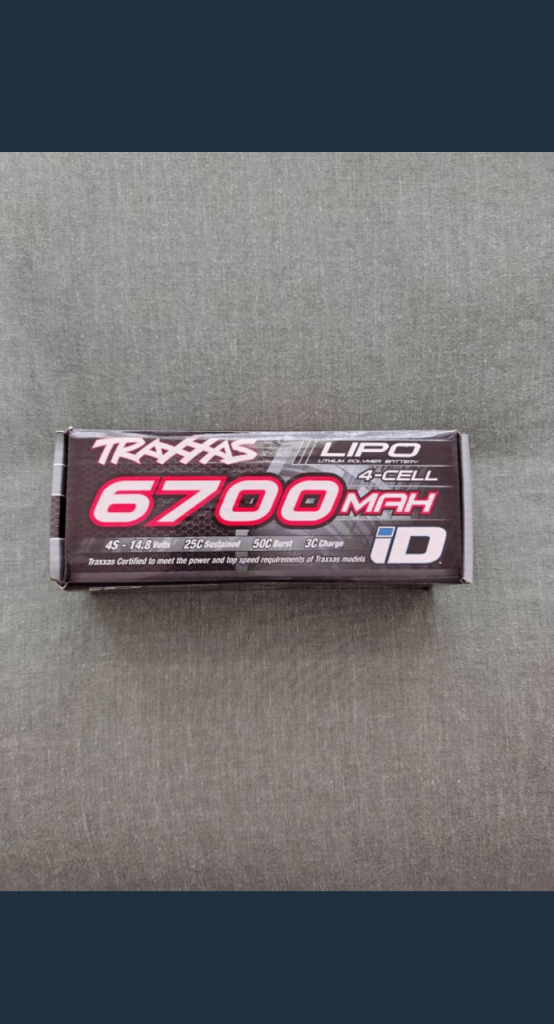 TRAXXAS LIPO
LITHIUM POLYMER BATTERY
4-CELL
6700MAH
4S - 14.8 Volts 25C Sustained 50C Burst 3C Charge
iD
Traxxas Certified to meet the power and top speed requirements of Traxxas models